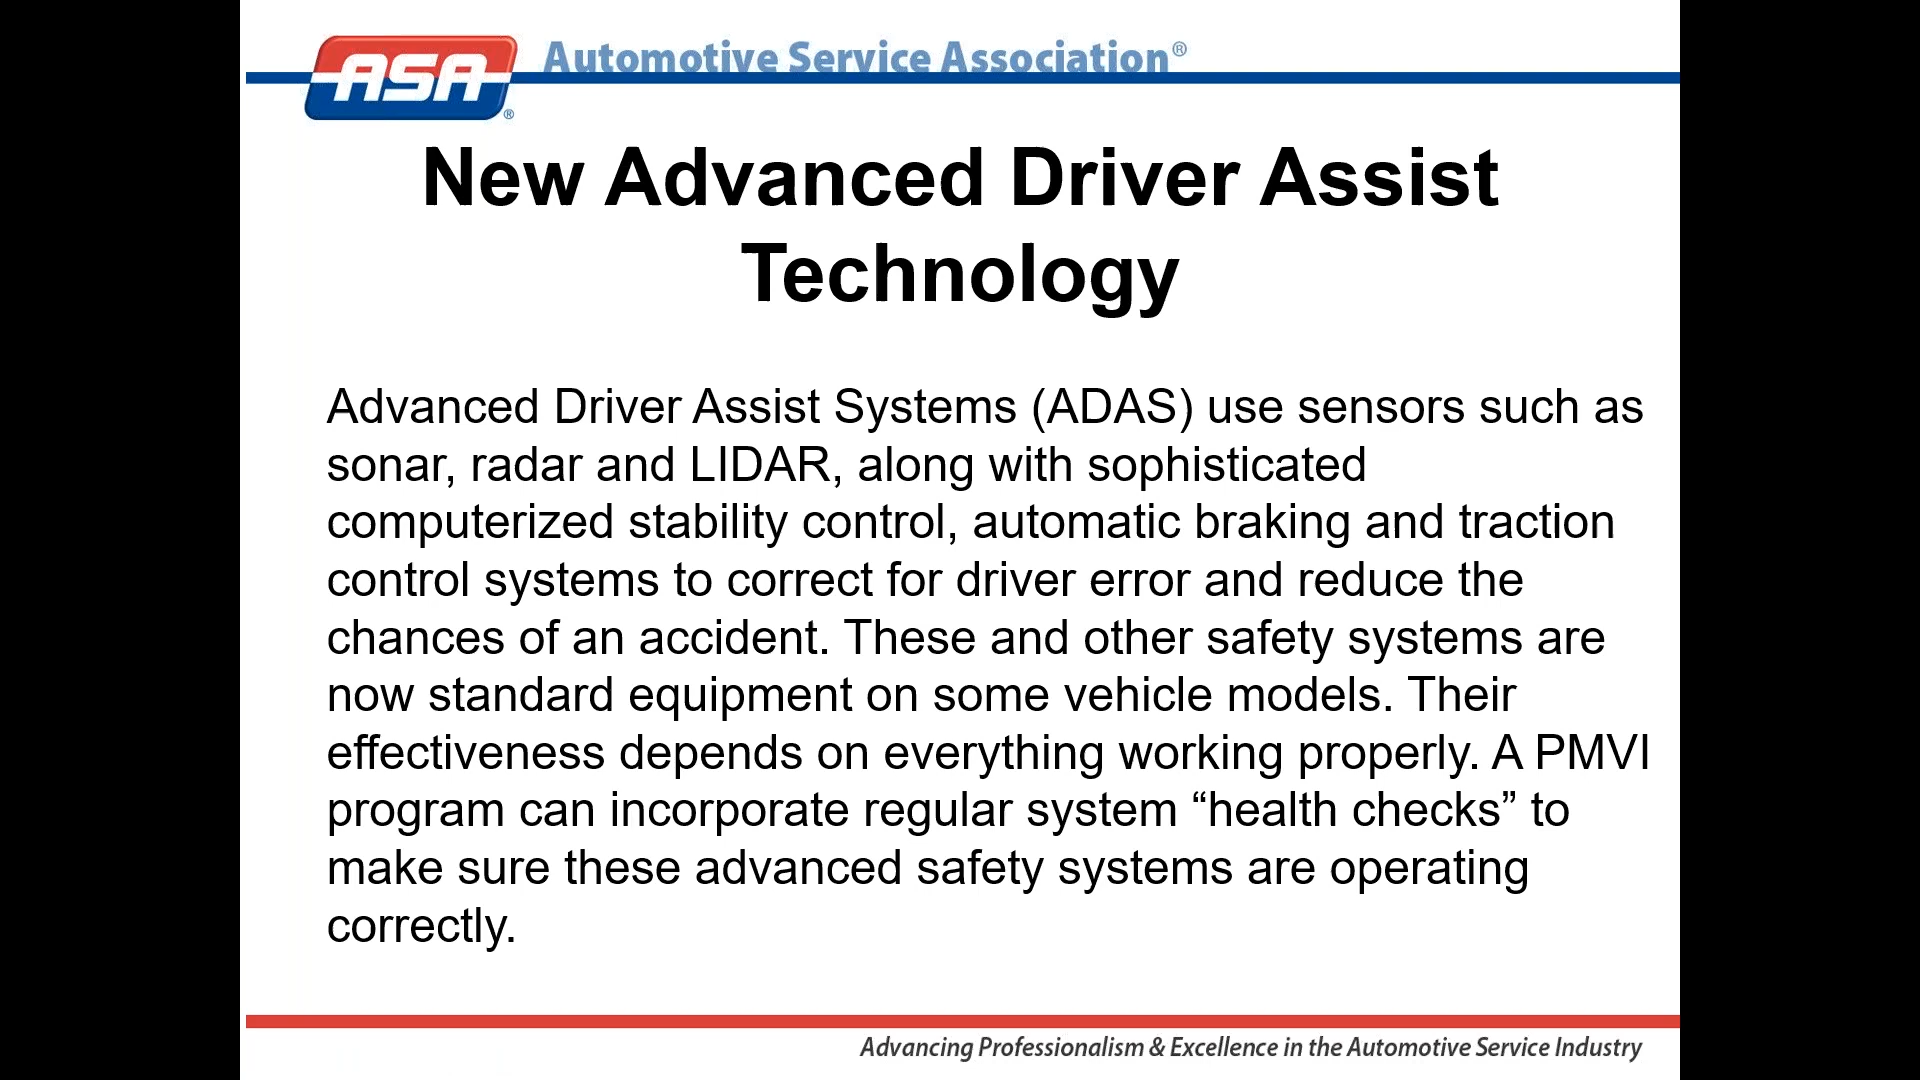 ASA®
Automotive Service Association®
New Advanced Driver Assist
Technology
Advanced Driver Assist Systems (ADAS) use sensors such as
sonar, radar and LIDAR, along with sophisticated
computerized stability control, automatic braking and traction
control systems to correct for driver error and reduce the
chances of an accident. These and other safety systems are
now standard equipment on some vehicle models. Their
effectiveness depends on everything working properly. A PMVI
program can incorporate regular system “health checks” to
make sure these advanced safety systems are operating
correctly.
Advancing Professionalism & Excellence in the Automotive Service Industry